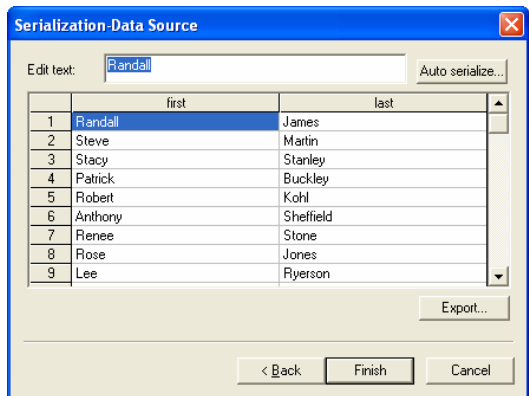 Serialization-Data Source
Edit text: Randall Auto serialize...
first last
1 Randall James
2 Steve Martin
3 Stacy Stanley
4 Patrick Buckley
5 Robert Kohl
6 Anthony Sheffield
7 Renee Stone
8 Rose Jones
9 Lee Ryerson
Export...
< Back Finish Cancel